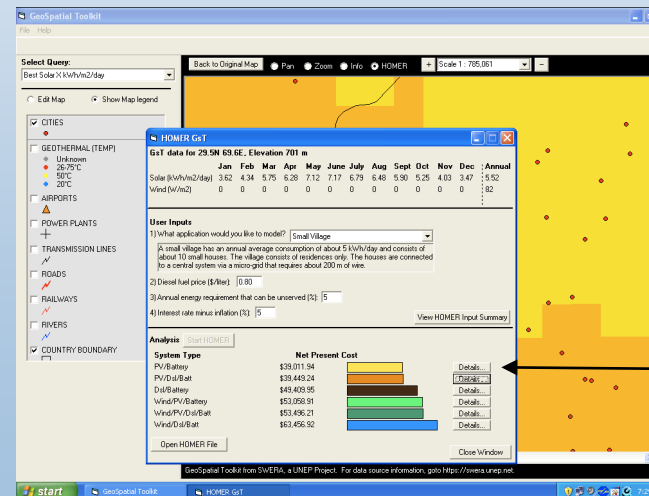 GeoSpatial Toolkit
File Help
Select Query:
Best Solar X kWh/m2/day
Back to Original Map Pan Zoom Info HOMER + Scale 1 : 785,061 -
Edit Map Show Map legend
CITIES
GEOTHERMAL (TEMP)
Unknown
26-75°C
50°C
20°C
AIRPORTS
POWER PLANTS
TRANSMISSION LINES
ROADS
RAILWAYS
RIVERS
COUNTRY BOUNDARY
HOMER GsT
GsT data for 29.5N 69.6E, Elevation 701 m
Jan Feb Mar Apr May June July Aug Sept Oct Nov Dec Annual
Solar (kWh/m2/day) 3.62 4.34 5.75 6.28 7.12 7.17 6.79 6.48 5.90 5.25 4.03 3.47 5.52
Wind (W/m2) 0 0 0 0 0 0 0 0 0 0 0 0 82
User Inputs
1) What application would you like to model? Small Village
A small village has an annual average consumption of about 5 kWh/day and consists of
about 10 small houses. The village consists of residences only. The houses are connected
to a central system via a micro-grid that requires about 200 m of wire.
2) Diesel fuel price ($/liter): 0.80
3) Annual energy requirement that can be unserved (%): 5
4) Interest rate minus inflation (%): 5
View HOMER Input Summary
Analysis Start HOMER
System Type Net Present Cost
PV/Battery $39,011.94 Details...
PV/Dsl/Batt $39,449.24 Details...
Dsl/Battery $49,409.95 Details...
Wind/PV/Battery $53,058.91 Details...
Wind/PV/Dsl/Batt $53,496.21 Details...
Wind/Dsl/Batt $63,456.92 Details...
Open HOMER File
Close Window
GeoSpatial Toolkit from SWERA, a UNEP Project. For data source information, goto https://swera.unep.net
start GeoSpatial Toolkit HOMER GsT